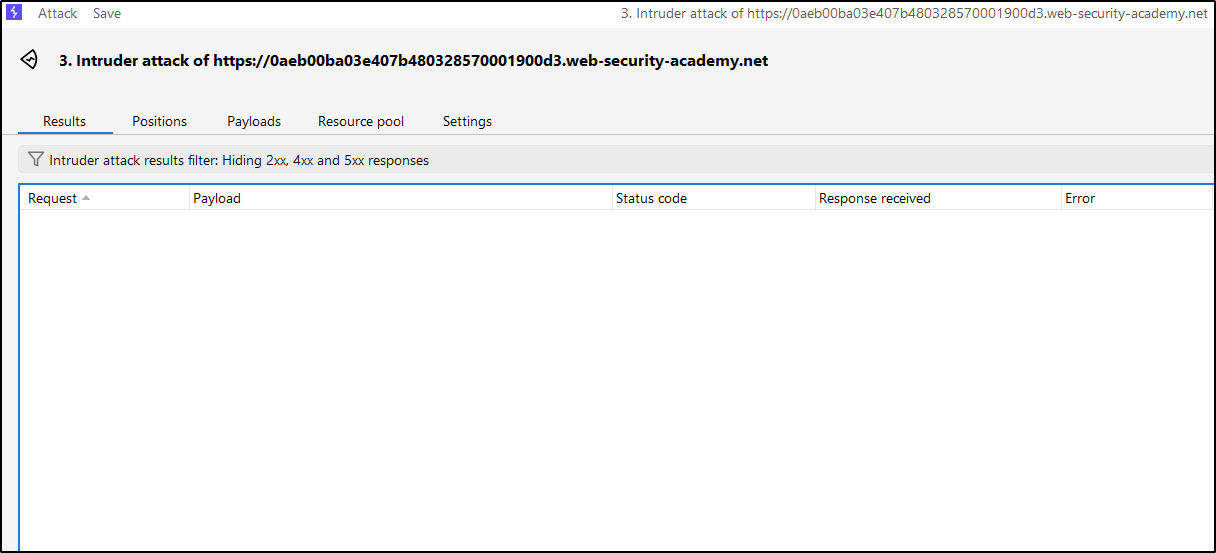 Attack Save 3. Intruder attack of https://0aeb00ba03e407b480328570001900d3.web-security-academy.net
3. Intruder attack of https://0aeb00ba03e407b480328570001900d3.web-security-academy.net
Results Positions Payloads Resource pool Settings
Intruder attack results filter: Hiding 2xx, 4xx and 5xx responses
Request Payload Status code Response received Error